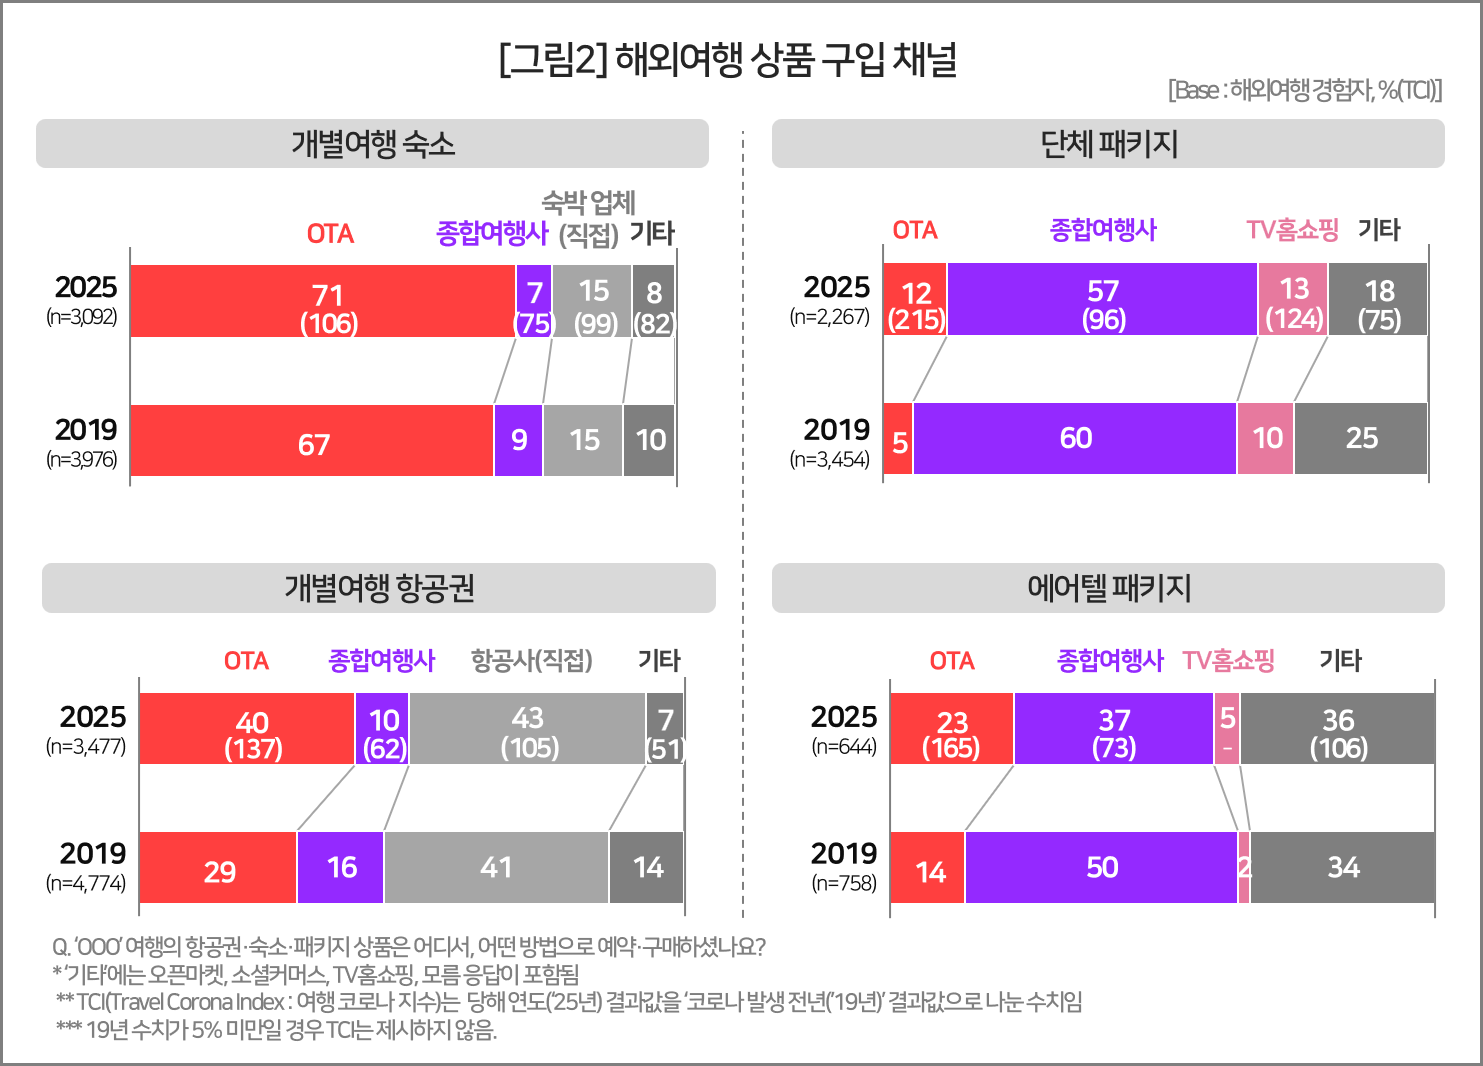 [그림2] 해외여행 상품 구입 채널
[Base : 해외여행 경험자, %(TCI)]
개별여행 숙소
OTA 종합여행사 숙박 업체 (직접) 기타
2025 71 7 15 8
(n=3,092) (106) (75) (99) (82)
2019 67 9 15 10
(n=3,976)
단체 패키지
OTA 종합여행사 TV홈쇼핑 기타
2025 12 57 13 18
(n=2,267) (215) (96) (124) (75)
2019 5 60 10 25
(n=3,454)
개별여행 항공권
OTA 종합여행사 항공사(직접) 기타
2025 40 10 43 7
(n=3,477) (137) (62) (105) (51)
2019 29 16 41 14
(n=4,774)
에어텔 패키지
OTA 종합여행사 TV홈쇼핑 기타
2025 23 37 5 36
(n=644) (165) (73) - (106)
2019 14 50 2 34
(n=758)
Q. ‘OOO’ 여행의 항공권·숙소·패키지 상품은 어디서, 어떤 방법으로 예약·구매하셨나요?
* ‘기타’에는 오픈마켓, 소셜커머스, TV홈쇼핑, 모름 응답이 포함됨
** TCI(Travel Corona Index : 여행 코로나 지수)는 당해 연도(‘25년) 결과값을 ‘코로나 발생 전년(’19년)’ 결과값으로 나눈 수치임
*** 19년 수치가 5% 미만일 경우 TCI는 제시하지 않음.